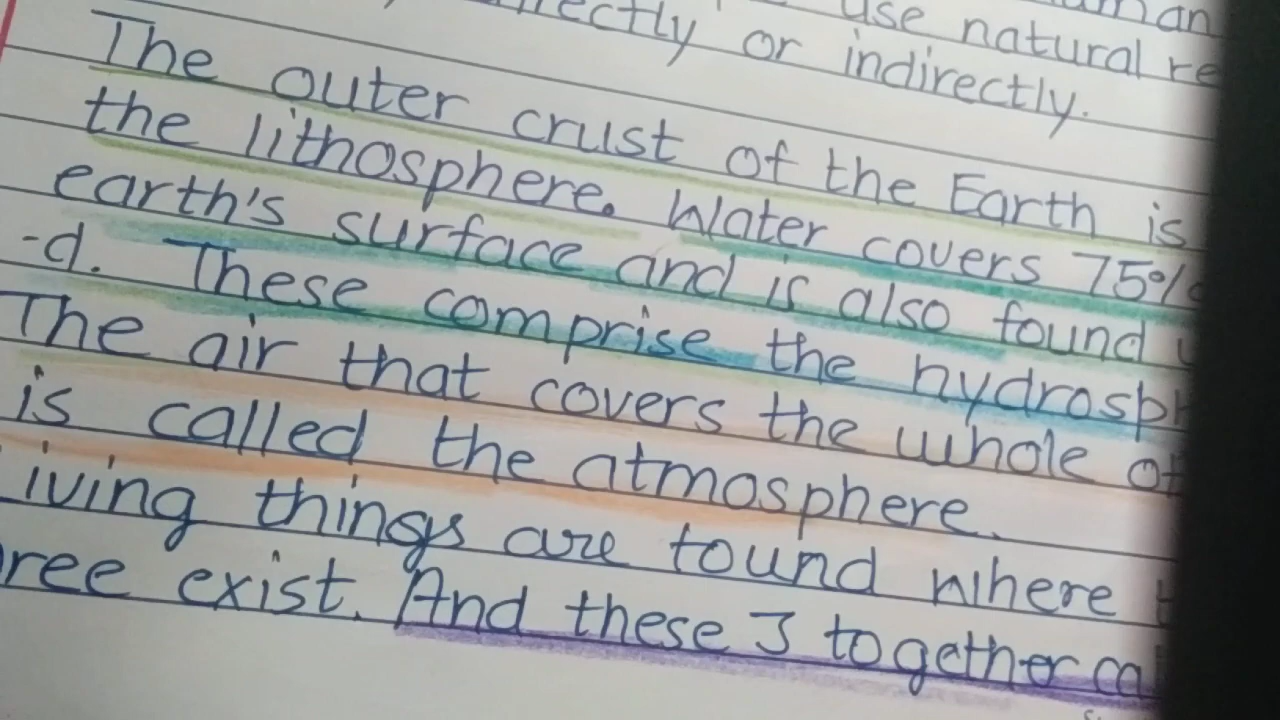 use natural re
ectly or indirectly.
The outer crust of the Earth is
the lithosphere. Water covers 75%
earth's surface and is also found
-d. These comprise the hydrosph
The air that covers the whole of
is called the atmosphere.
iving things are found where
ree exist. And these 3 together ca